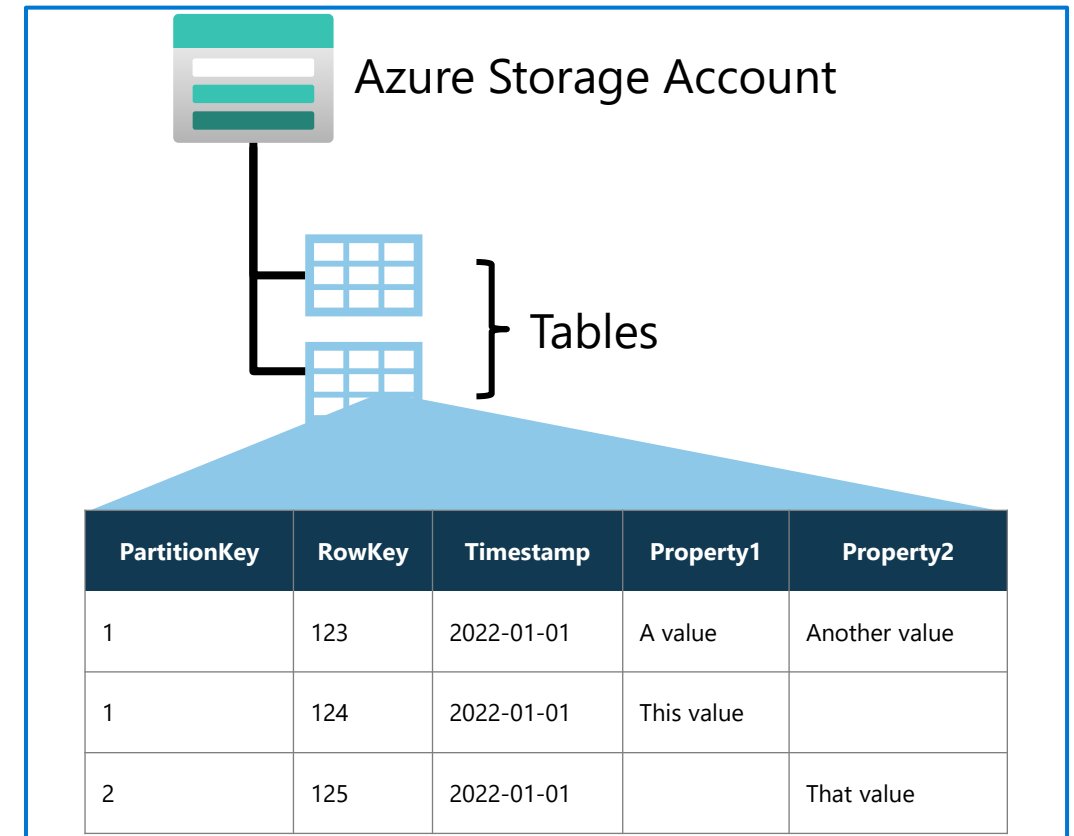 Azure Storage Account
Tables
PartitionKey RowKey Timestamp Property1 Property2
1 123 2022-01-01 A value Another value
1 124 2022-01-01 This value
2 125 2022-01-01 That value